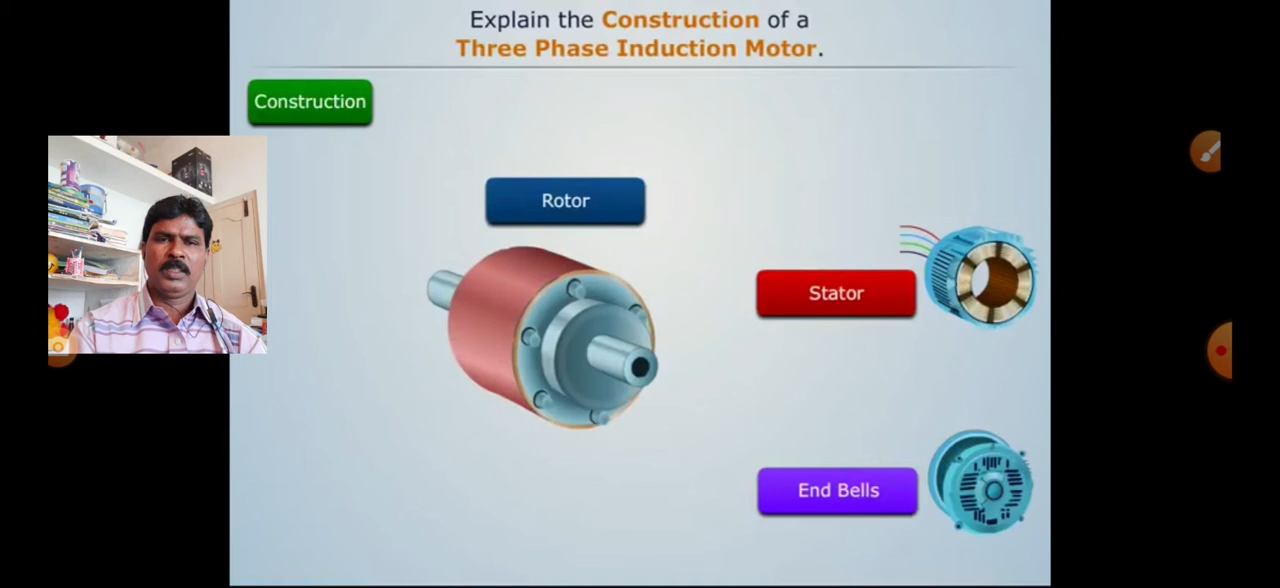 Explain the Construction of a
Three Phase Induction Motor.
Construction
Rotor
Stator
End Bells